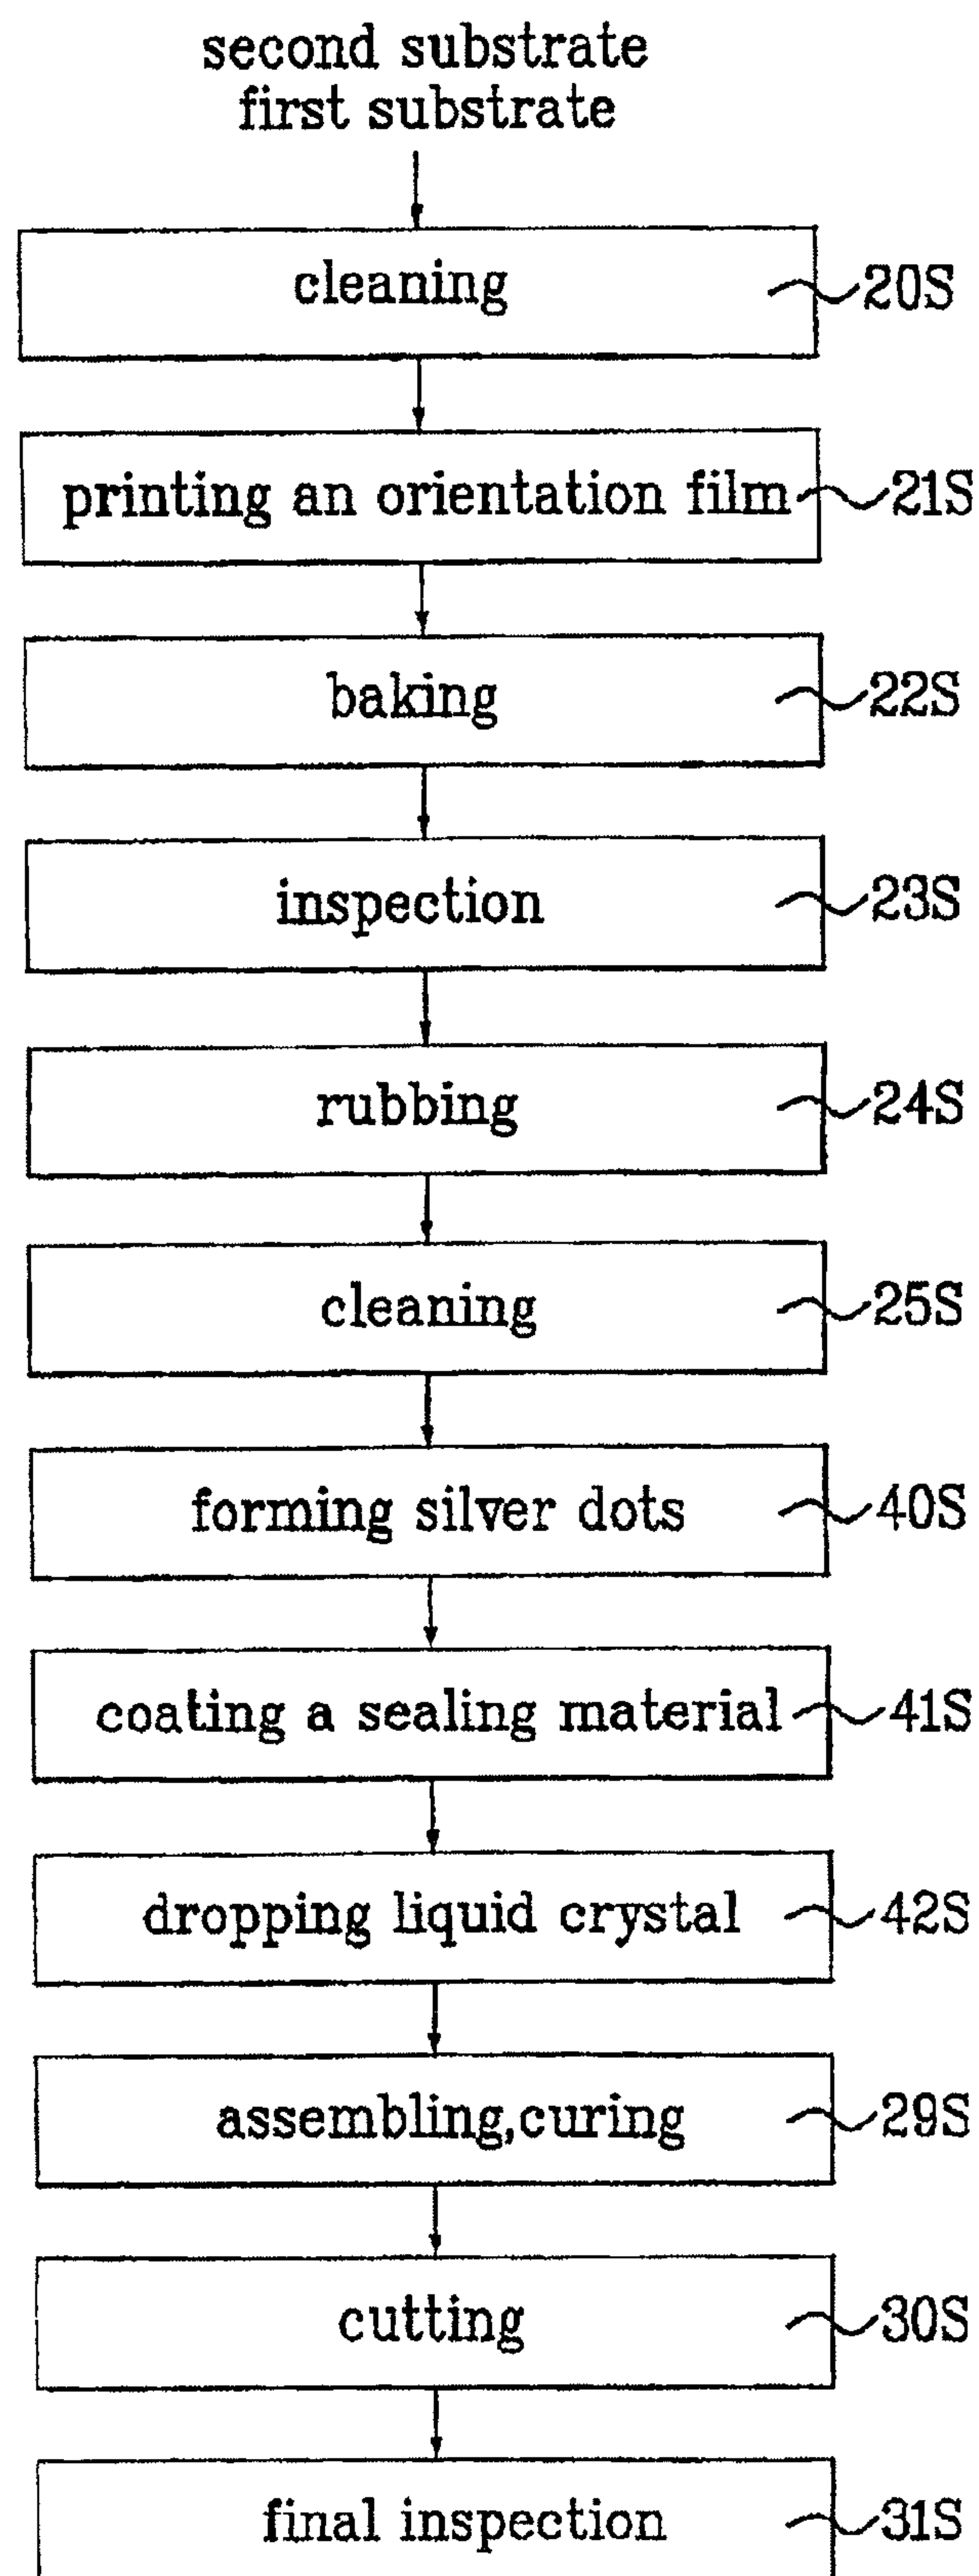 second substrate
first substrate
cleaning 20S
printing an orientation film 21S
baking 22S
inspection 23S
rubbing 24S
cleaning 25S
forming silver dots 40S
coating a sealing material 41S
dropping liquid crystal 42S
assembling,curing 29S
cutting 30S
final inspection 31S